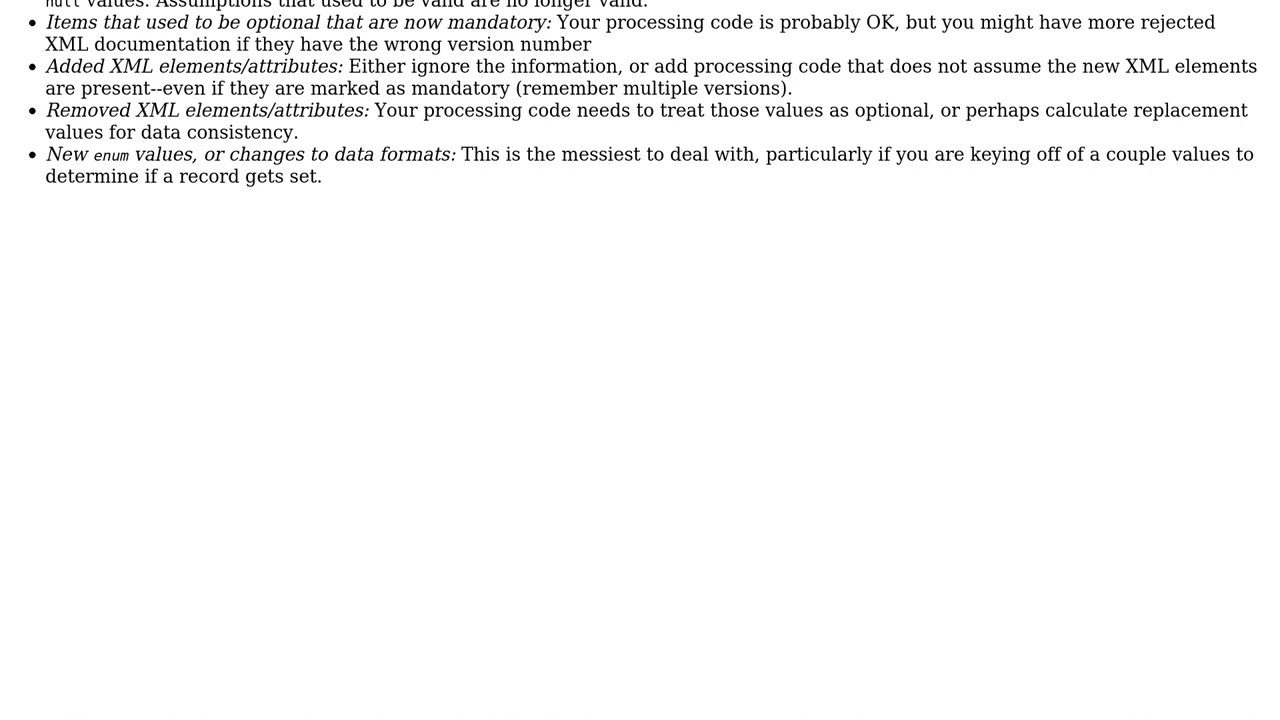 null values. Assumptions that used to be valid are no longer valid.
Items that used to be optional that are now mandatory: Your processing code is probably OK, but you might have more rejected
XML documentation if they have the wrong version number
Added XML elements/attributes: Either ignore the information, or add processing code that does not assume the new XML elements
are present--even if they are marked as mandatory (remember multiple versions).
Removed XML elements/attributes: Your processing code needs to treat those values as optional, or perhaps calculate replacement
values for data consistency.
New enum values, or changes to data formats: This is the messiest to deal with, particularly if you are keying off of a couple values to
determine if a record gets set.